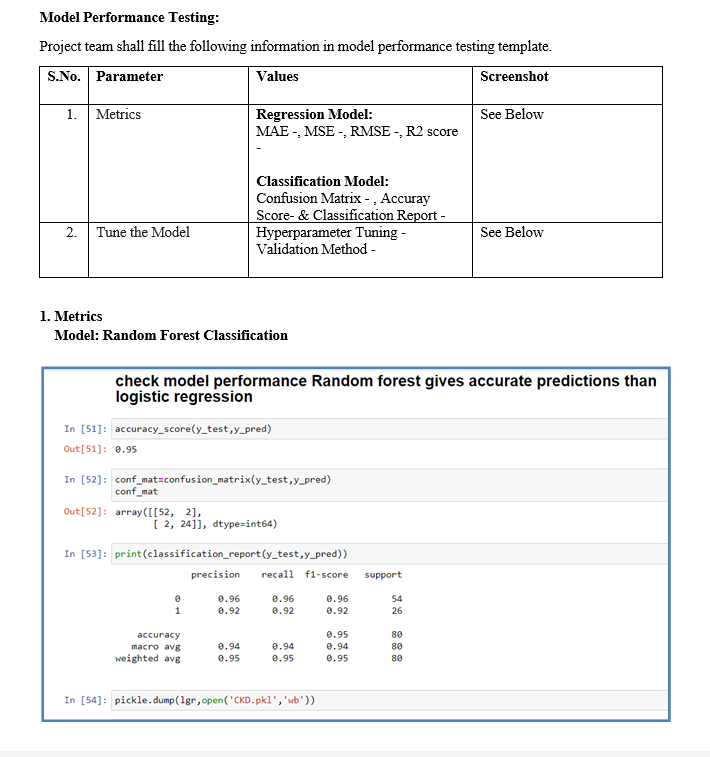 Model Performance Testing:
Project team shall fill the following information in model performance testing template.
S.No. Parameter Values Screenshot
1. Metrics Regression Model: See Below
MAE -, MSE -, RMSE -, R2 score
-
Classification Model:
Confusion Matrix - , Accuray
Score- & Classification Report -
2. Tune the Model Hyperparameter Tuning - See Below
Validation Method -
1. Metrics
Model: Random Forest Classification
check model performance Random forest gives accurate predictions than
logistic regression
In [51]: accuracy_score(y_test,y_pred)
Out[51]: 0.95
In [52]: conf_mat=confusion_matrix(y_test,y_pred)
conf_mat
Out[52]: array([[52, 2],
[ 2, 24]], dtype=int64)
In [53]: print(classification_report(y_test,y_pred))
precision recall f1-score support
0 0.96 0.96 0.96 54
1 0.92 0.92 0.92 26
accuracy 0.95 80
macro avg 0.94 0.94 0.94 80
weighted avg 0.95 0.95 0.95 80
In [54]: pickle.dump(lgr,open('CKD.pkl','wb'))